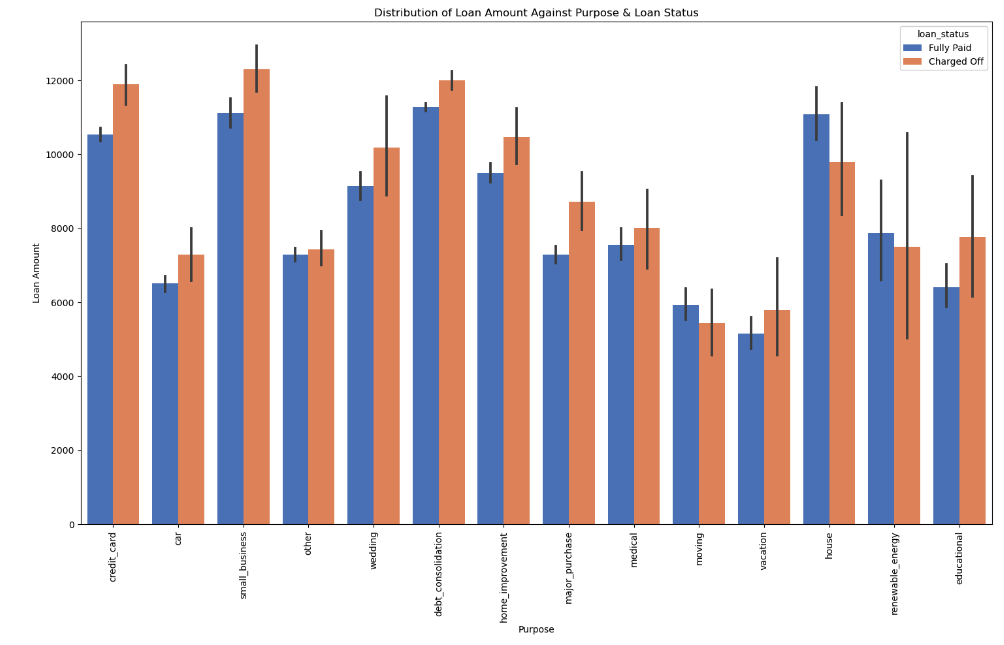 Distribution of Loan Amount Against Purpose & Loan Status
loan_status
Fully Paid
Charged Off
Loan Amount
12000
10000
8000
6000
4000
2000
0
credit_card
car
small_business
other
wedding
debt_consolidation
home_improvement
major_purchase
medical
moving
vacation
house
renewable_energy
educational
Purpose